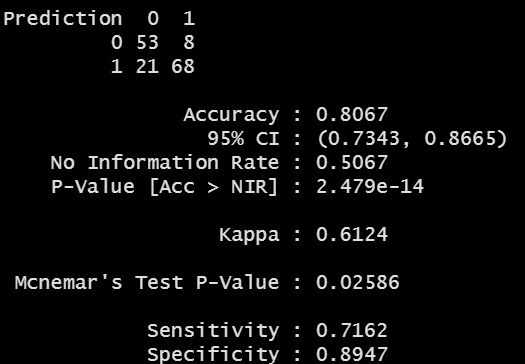 Prediction 0 1
0 53 8
1 21 68
Accuracy : 0.8067
95% CI : (0.7343, 0.8665)
No Information Rate : 0.5067
P-Value [Acc > NIR] : 2.479e-14
Kappa : 0.6124
Mcnemar's Test P-Value : 0.02586
Sensitivity : 0.7162
Specificity : 0.8947